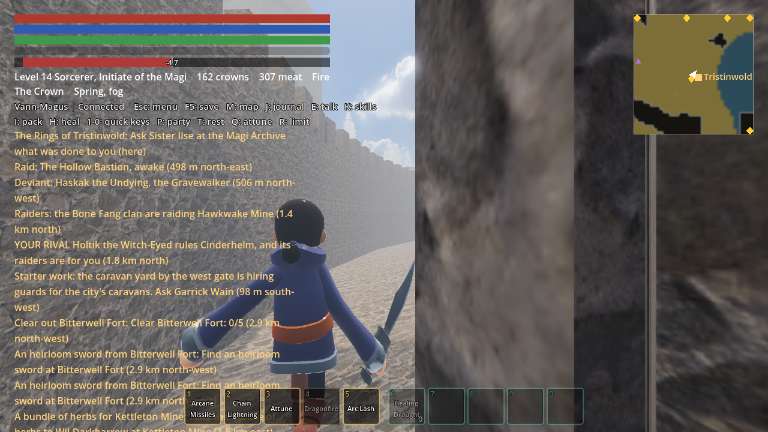 -47
Level 14 Sorcerer, Initiate of the Magi 162 crowns 307 meat Fire
The Crown Spring, fog
Vann Magus Connected Esc: menu F5: save M: map J: journal E: talk K: skills
I: pack H: heal 1-0: quick keys P: party T: rest Q: attune R: limit
The Rings of Tristinwold: Ask Sister Ilse at the Magi Archive
what was done to you (here)
Raid: The Hollow Bastion, awake (498 m north-east)
Deviant: Haskak the Undying, the Gravewalker (506 m north-
west)
Raiders: the Bone Fang clan are raiding Hawkwake Mine (1.4
km north)
YOUR RIVAL Holtik the Witch-Eyed rules Cinderhelm, and its
raiders are for you (1.8 km north)
Starter work: the caravan yard by the west gate is hiring
guards for the city's caravans. Ask Garrick Wain (98 m south-
west)
Clear out Bitterwell Fort: Clear Bitterwell Fort: 0/5 (2.9 km
north-west)
An heirloom sword from Bitterwell Fort: Find an heirloom
sword at Bitterwell Fort (2.9 km north-west)
An heirloom sword from Bitterwell Fort: Find an heirloom
sword at Bitterwell Fort (2.9 km north-
A bundle of herbs for Kettleton Mine:
Tristinwold
1 Arcane Missiles
2 Chain Lightning
3 Attune
4 Dragonfire
5 Arc Lash
Healing Draught
7